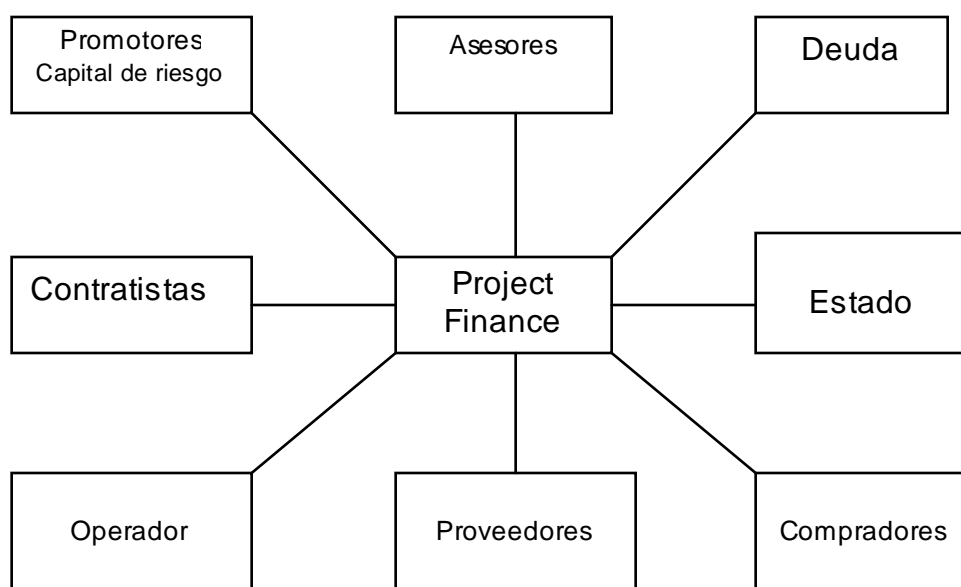 Promotores
Capital de riesgo
Asesores
Deuda
Contratistas
Project
Finance
Estado
Operador
Proveedores
Compradores